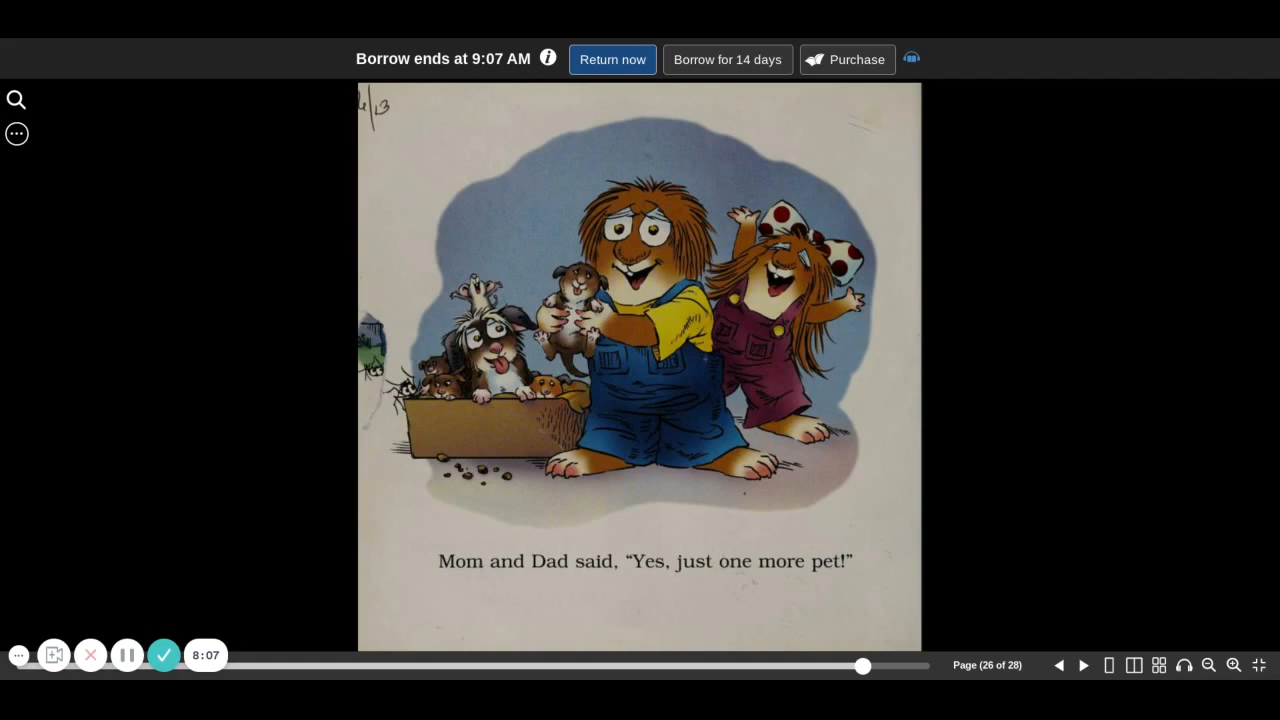 Borrow ends at 9:07 AM
Return now
Borrow for 14 days
Purchase
Mom and Dad said, “Yes, just one more pet!”
8:07
Page (26 of 28)